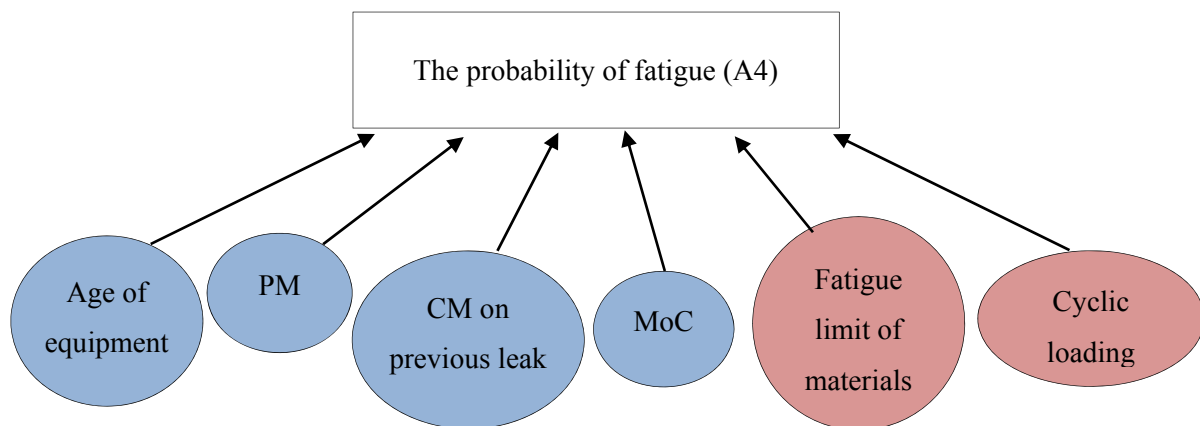 The probability of fatigue (A4)
Age of
equipment
PM
CM on
previous leak
MoC
Fatigue
limit of
materials
Cyclic
loading